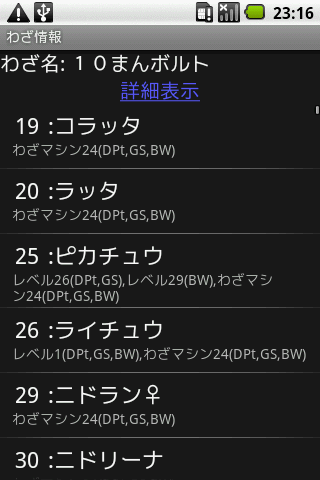 23:16
わざ情報
わざ名: １０まんボルト
詳細表示
19 :コラッタ
わざマシン24(DPt,GS,BW)
20 :ラッタ
わざマシン24(DPt,GS,BW)
25 :ピカチュウ
レベル26(DPt,GS),レベル29(BW),わざマシ
ン24(DPt,GS,BW)
26 :ライチュウ
レベル1(DPt,GS,BW),わざマシン24(DPt,GS,BW)
29 :ニドラン♀
わざマシン24(DPt,GS,BW)
30 :ニドリーナ